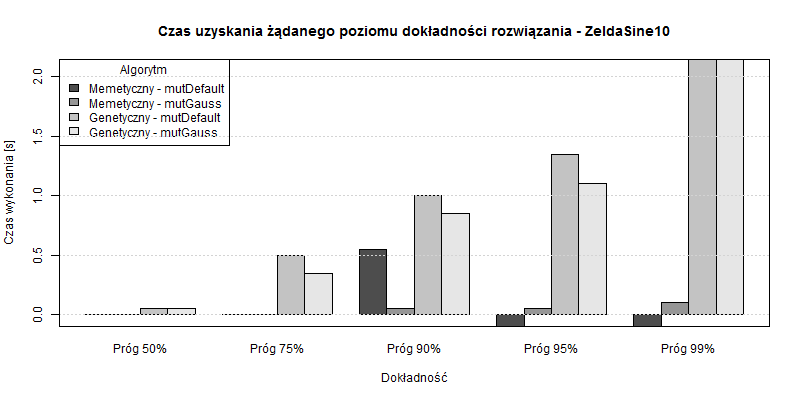 Czas uzyskania żądanego poziomu dokładności rozwiązania - ZeldaSine10
Algorytm
Memetyczny - mutDefault
Memetyczny - mutGauss
Genetyczny - mutDefault
Genetyczny - mutGauss
Czas wykonania [s]
2.0
1.5
1.0
0.5
0.0
Próg 50%
Próg 75%
Próg 90%
Próg 95%
Próg 99%
Dokładność